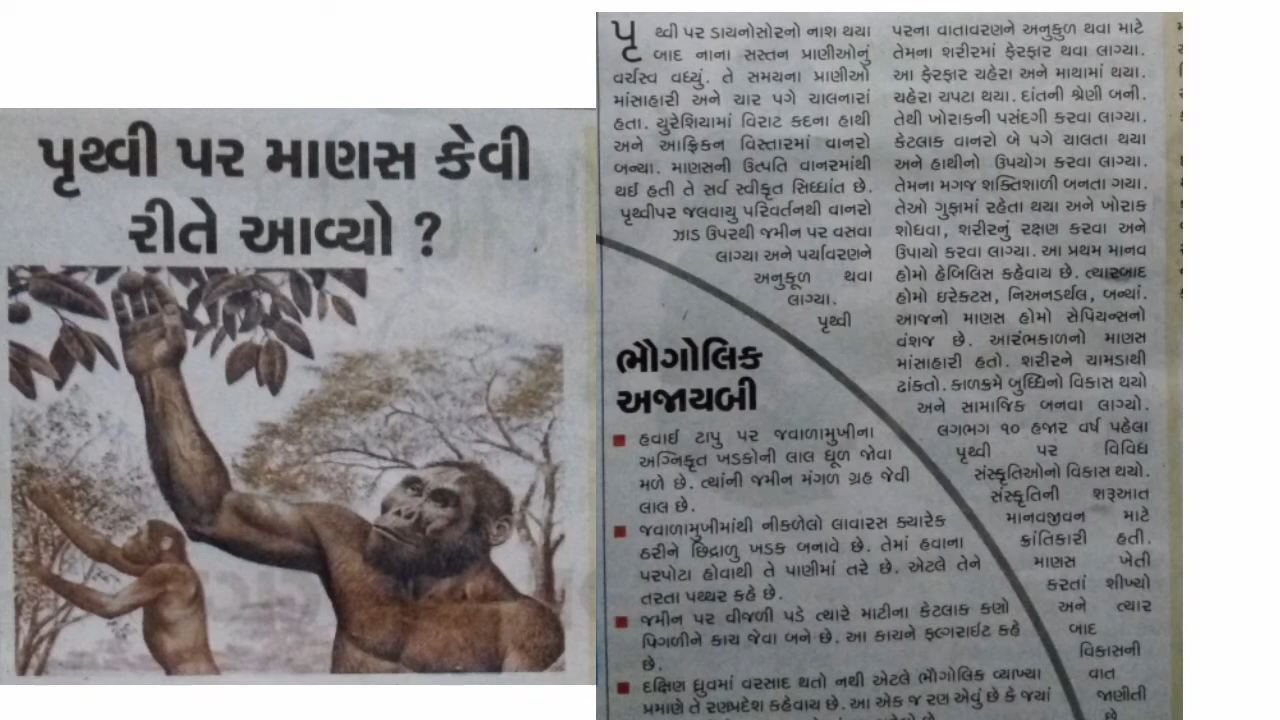 પૃથ્વી પર માણસ કેવી
રીતે આવ્યો ?
પૃથ્વી પર ડાયનોસોરનો નાશ થયા
બાદ નાના સસ્તન પ્રાણીઓનું
વર્ચસ્વ વધ્યું. તે સમયના પ્રાણીઓ
માંસાહારી અને ચાર પગે ચાલનારાં
હતા. યુરેશિયામાં વિરાટ કદના હાથી
અને આફ્રિકન વિસ્તારમાં વાનરો
બન્યા. માણસની ઉત્પતિ વાનરમાંથી
થઈ હતી તે સર્વ સ્વીકૃત સિધ્ધાંત છે.
પૃથ્વીપર જલવાયુ પરિવર્તનથી વાનરો
ઝાડ ઉપરથી જમીન પર વસવા
લાગ્યા અને પર્યાવરણને
અનુકૂળ થવા
લાગ્યા.
પૃથ્વી
પરના વાતાવરણને અનુકુળ થવા માટે
તેમના શરીરમાં ફેરફાર થવા લાગ્યા.
આ ફેરફાર ચહેરા અને માથામાં થયા.
ચહેરા ચપટા થયા. દાંતની શ્રેણી બની.
તેથી ખોરાકની પસંદગી કરવા લાગ્યા.
કેટલાક વાનરો બે પગે ચાલતા થયા
અને હાથીનો ઉપયોગ કરવા લાગ્યા.
તેમના મગજ શક્તિશાળી બનતા ગયા.
તેઓ ગુફામાં રહેતા થયા અને ખોરાક
શોધવા, શરીરનું રક્ષણ કરવા અને
ઉપાયો કરવા લાગ્યા. આ પ્રથમ માનવ
હોમો હેબિલિસ કહેવાય છે. ત્યારબાદ
હોમો ઇરેક્ટસ, નિઅનડર્થલ, બન્યાં.
આજનો માણસ હોમો સેપિયન્સનો
વંશજ છે. આરંભકાળનો માણસ
માંસાહારી હતો. શરીરને ચામડાથી
ઢાંક્તો. કાળક્રમે બુધ્ધિનો વિકાસ થયો
અને સામાજિક બનવા લાગ્યો.
લગભગ ૧૦ હજાર વર્ષ પહેલા
પૃથ્વી પર વિવિધ
સંસ્કૃતિઓનો વિકાસ થયો.
સંસ્કૃતિની શરૂઆત
માનવજીવન માટે
ક્રાંતિકારી હતી.
માણસ ખેતી
કરતાં શીખ્યો
અને ત્યાર
બાદ
વિકાસની
વાત
જાણીતી
છે
ભૌગોલિક
અજાયબી
હવાઈ ટાપુ પર જવાળામુખીના
અગ્નિકૃત ખડકોની લાલ ધૂળ જોવા
મળે છે. ત્યાંની જમીન મંગળ ગ્રહ જેવી
લાલ છે.
જવાળામુખીમાંથી નીકળેલો લાવારસ ક્યારેક
ઠરીને છિદ્રાળુ ખડક બનાવે છે. તેમાં હવાના
પરપોટા હોવાથી તે પાણીમાં તરે છે. એટલે તેને
તરતા પથ્થર કહે છે.
જમીન પર વીજળી પડે ત્યારે માટીના કેટલાક કણો
પિગળીને કાચ જેવા બને છે. આ કાચને ફલ્ગરાઈટ કહે
છે.
દક્ષિણ ધ્રુવમાં વરસાદ થતો નથી એટલે ભૌગોલિક વ્યાખ્યા
પ્રમાણે તે રણપ્રદેશ કહેવાય છે. આ એક જ રણ એવું છે કે જ્યાં